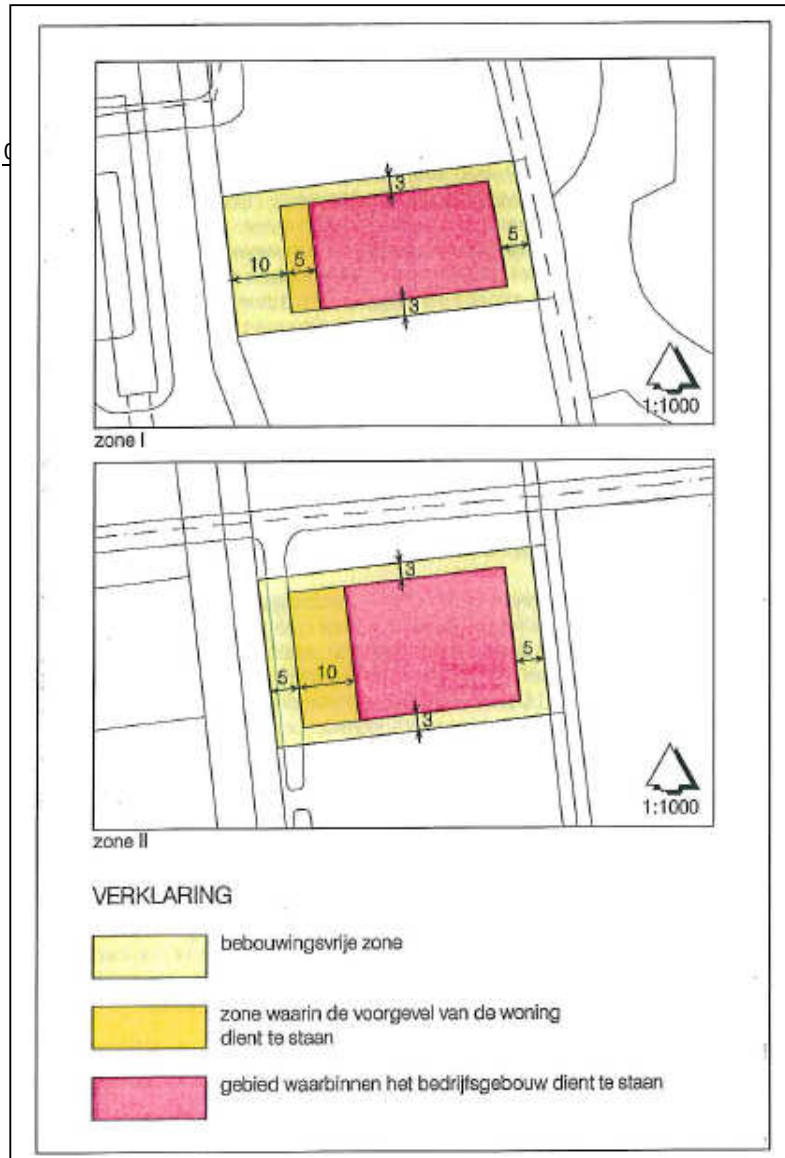 3
10
5
5
3
1:1000
zone I
3
5
10
5
3
1:1000
zone II
VERKLARING
bebouwingsvrije zone
zone waarin de voorgevel van de woning
dient te staan
gebied waarbinnen het bedrijfsgebouw dient te staan